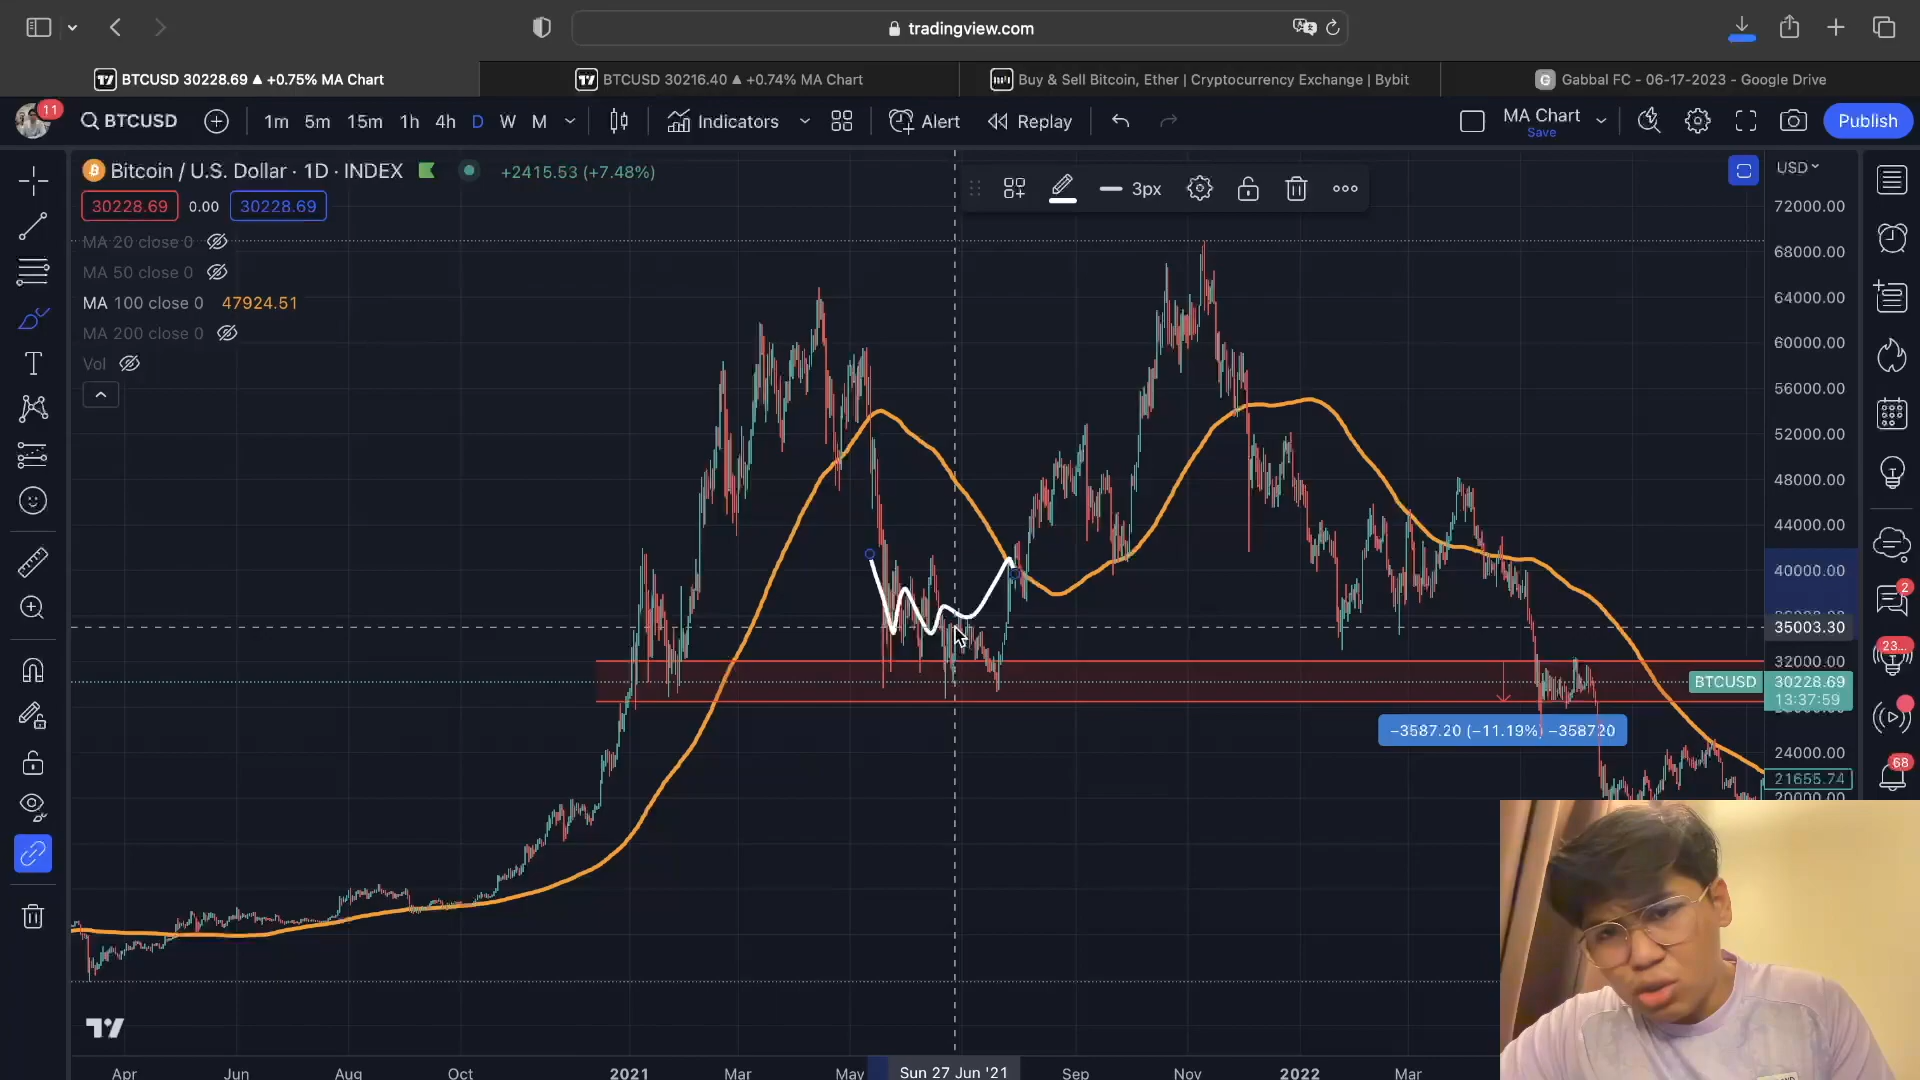 tradingview.com
BTCUSD 30228.69 ▲ +0.75% MA Chart
BTCUSD 30216.40 ▲ +0.74% MA Chart
Buy & Sell Bitcoin, Ether | Cryptocurrency Exchange | Bybit
G Gabbal FC - 06-17-2023 - Google Drive
11 BTCUSD 1m 5m 15m 1h 4h D W M Indicators Alert Replay MA Chart Save Publish
Bitcoin / U.S. Dollar · 1D · INDEX +2415.53 (+7.48%)
30228.69 0.00 30228.69
3px
USD
MA 20 close 0
MA 50 close 0
MA 100 close 0 47924.51
MA 200 close 0
Vol
72000.00
68000.00
64000.00
60000.00
56000.00
52000.00
48000.00
44000.00
40000.00
35003.30
32000.00
BTCUSD 30228.69
13:37:59
−3587.20 (−11.19%) −358720
24000.00
21655.74
20000.00
2
23...
68
Apr Jun Aug Oct 2021 Mar May Sun 27 Jun '21 Sep Nov 2022 Mar